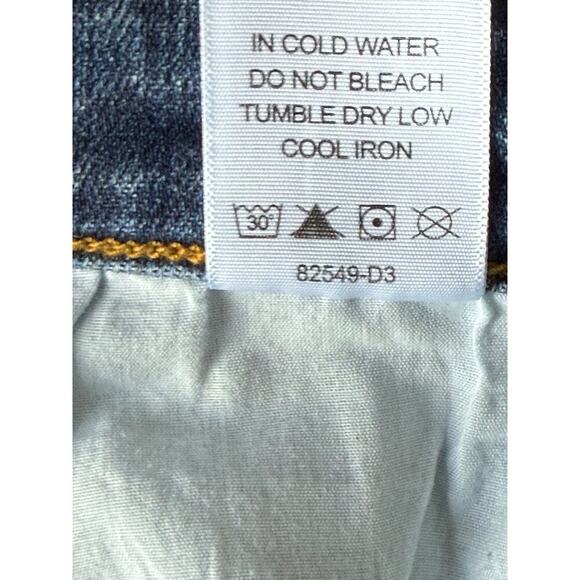 IN COLD WATER
DO NOT BLEACH
TUMBLE DRY LOW
COOL IRON
30°
82549-D3